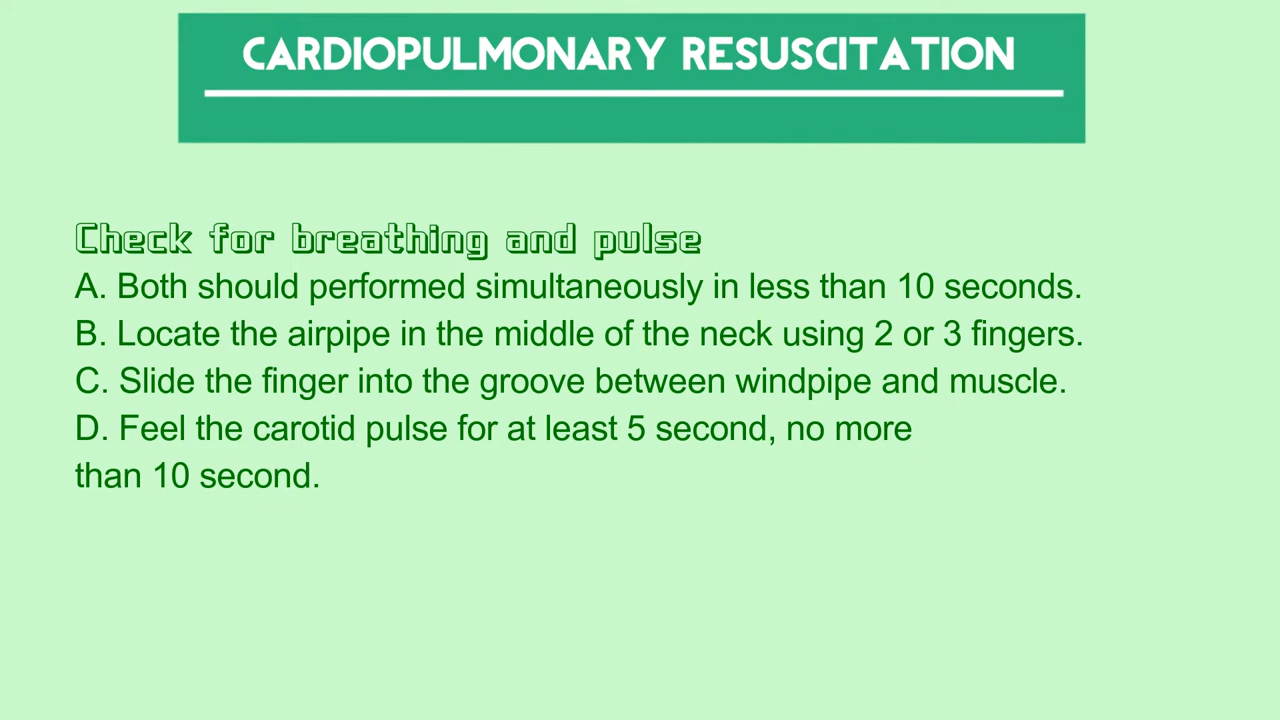 CARDIOPULMONARY RESUSCITATION
Check for breathing and pulse
A. Both should performed simultaneously in less than 10 seconds.
B. Locate the airpipe in the middle of the neck using 2 or 3 fingers.
C. Slide the finger into the groove between windpipe and muscle.
D. Feel the carotid pulse for at least 5 second, no more
than 10 second.